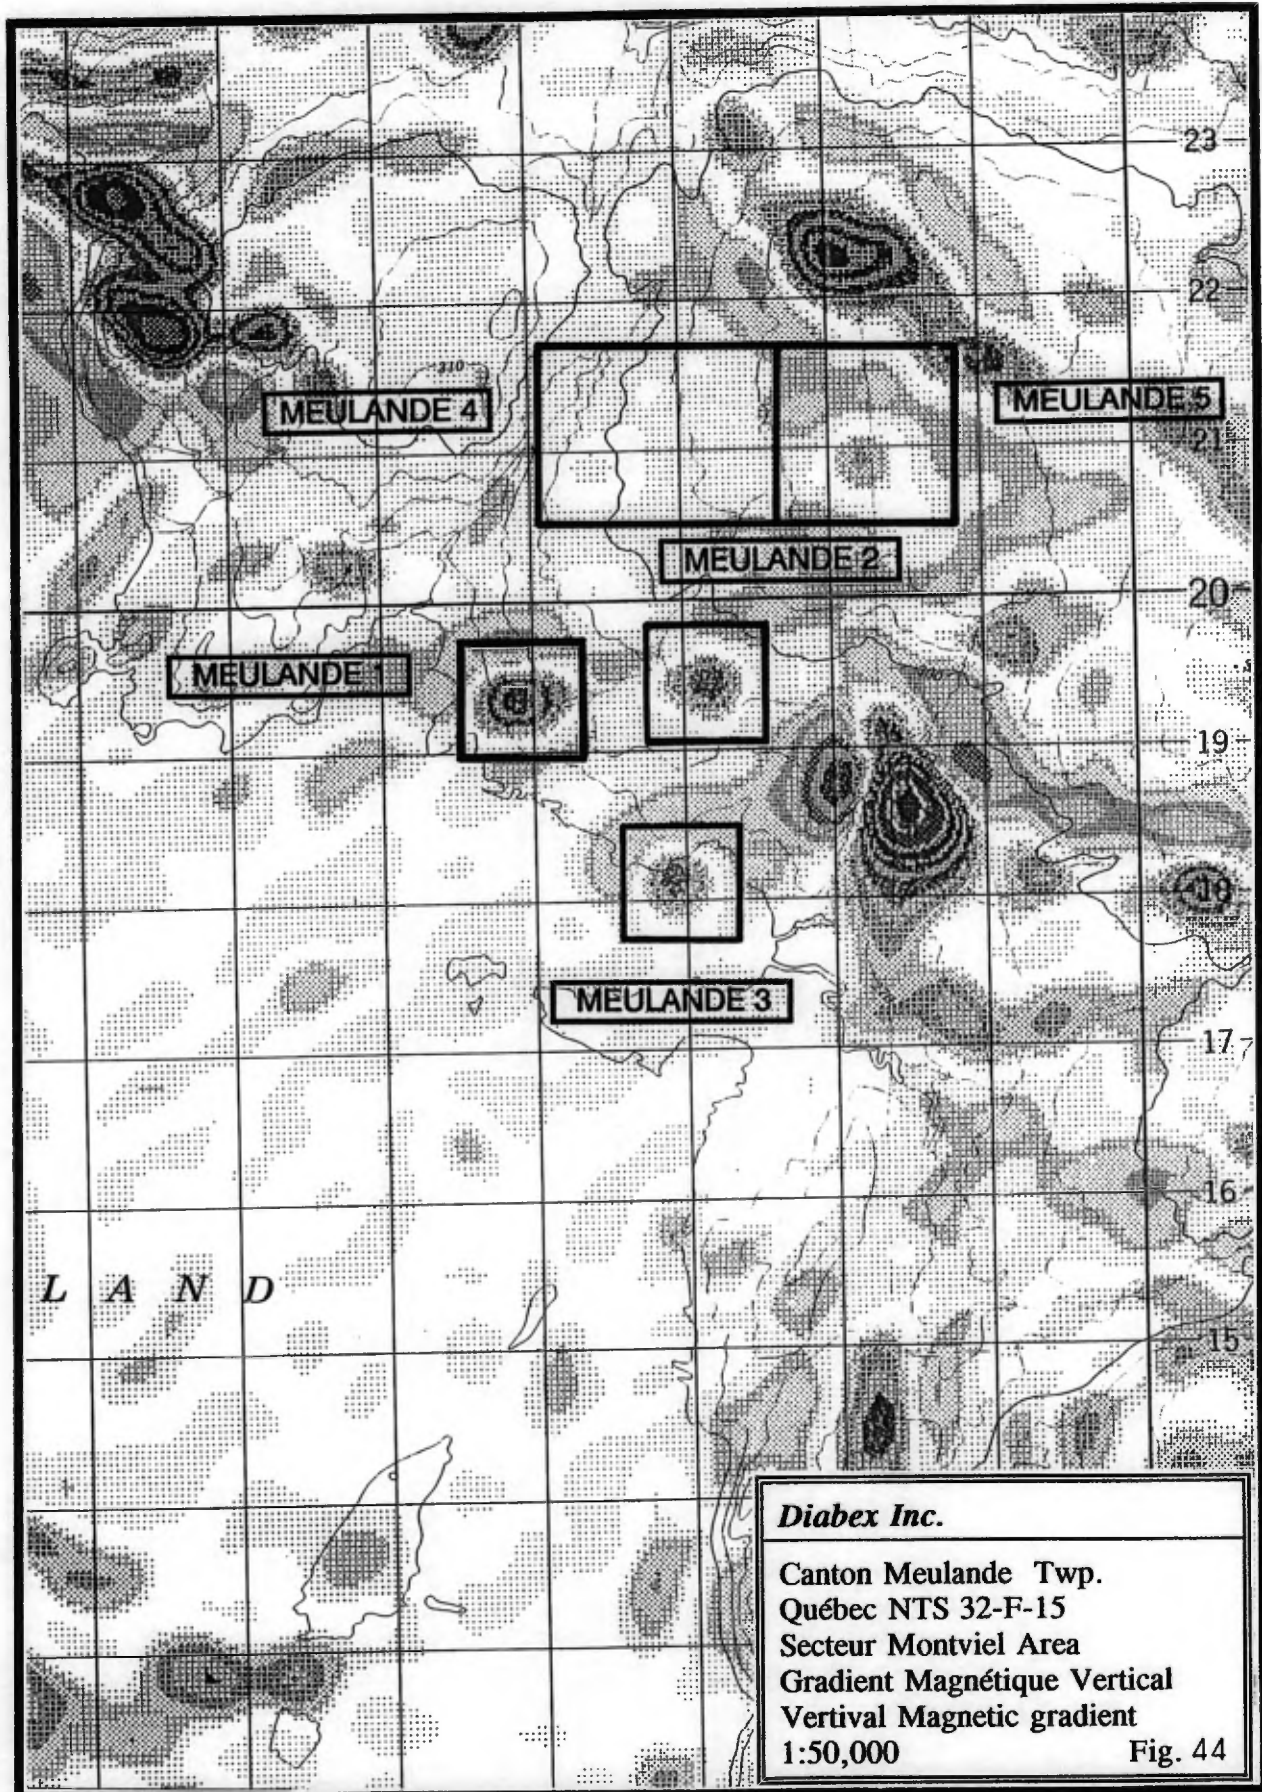 23
22
310
MEULANDE 4
MEULANDE 5
21
MEULANDE 2
20
MEULANDE 1
19
18
MEULANDE 3
17
16
L A N D
15
Diabex Inc.
Canton Meulande Twp.
Québec NTS 32-F-15
Secteur Montviel Area
Gradient Magnétique Vertical
Vertival Magnetic gradient
1:50,000 Fig. 44